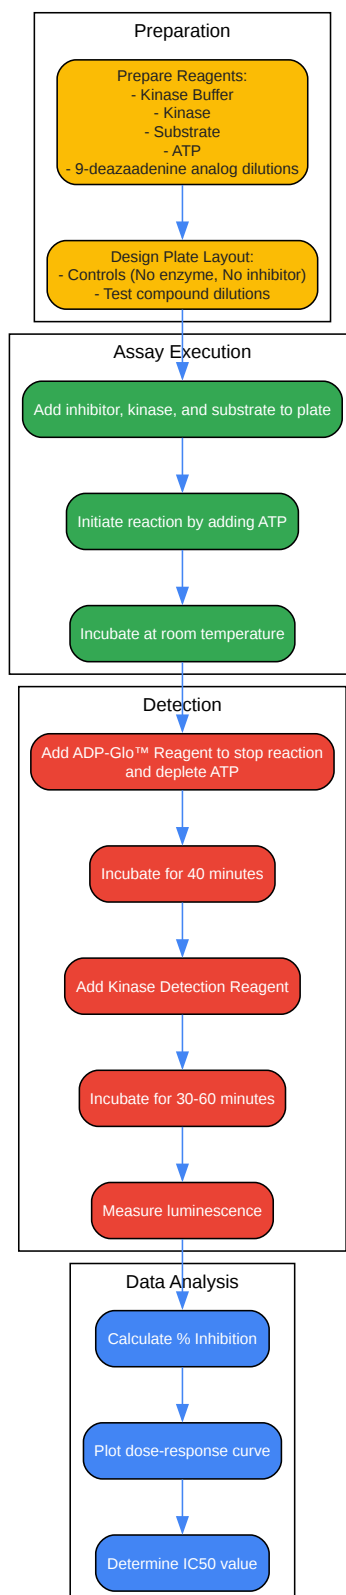 Preparation
Prepare Reagents:
- Kinase Buffer
- Kinase
- Substrate
- ATP
- 9-deazaadenine analog dilutions
Design Plate Layout:
- Controls (No enzyme, No inhibitor)
- Test compound dilutions
Assay Execution
Add inhibitor, kinase, and substrate to plate
Initiate reaction by adding ATP
Incubate at room temperature
Detection
Add ADP-Glo™ Reagent to stop reaction
and deplete ATP
Incubate for 40 minutes
Add Kinase Detection Reagent
Incubate for 30-60 minutes
Measure luminescence
Data Analysis
Calculate % Inhibition
Plot dose-response curve
Determine IC50 value